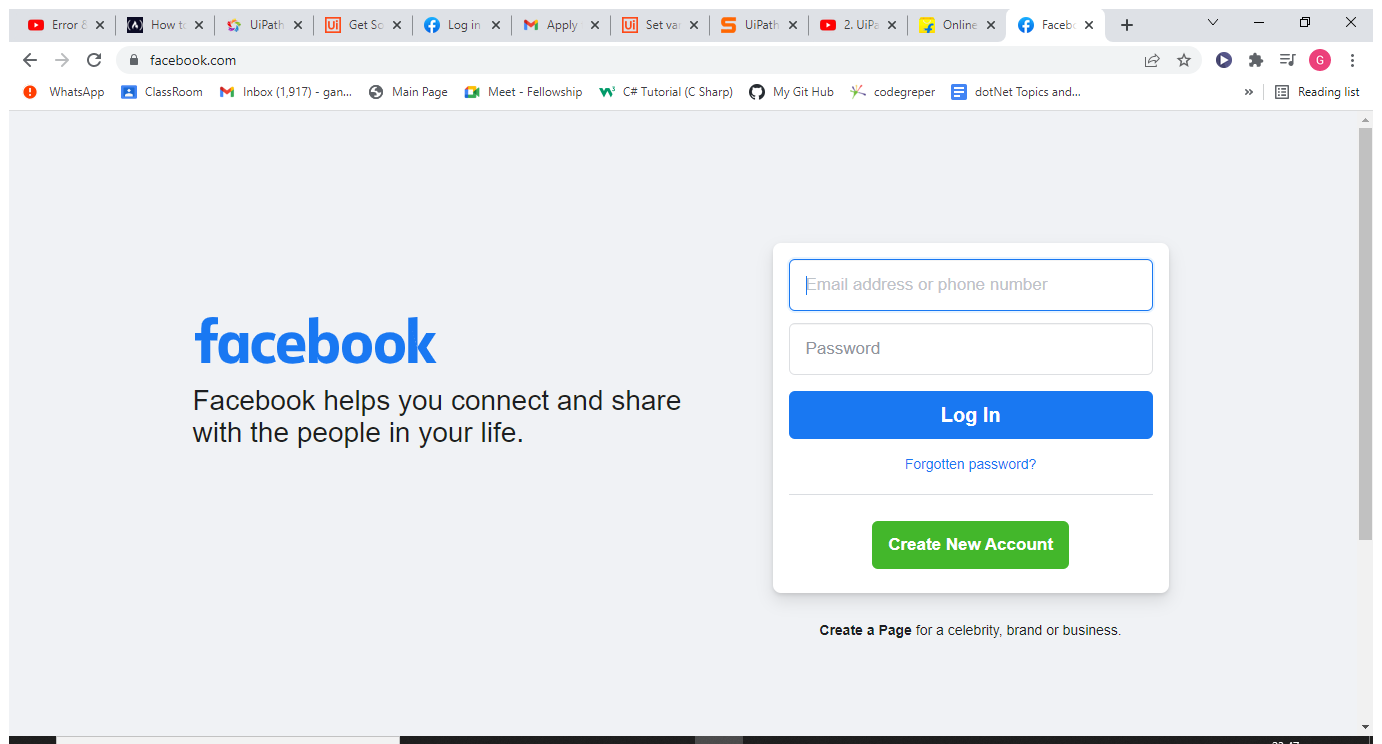 Error & How to UiPath Get So Log in Apply Set var UiPath 2. UiPa Online Faceb
facebook.com G
WhatsApp ClassRoom Inbox (1,917) - gan... Main Page Meet - Fellowship C# Tutorial (C Sharp) My Git Hub codegreper dotNet Topics and... » Reading list
Email address or phone number
facebook
Password
Facebook helps you connect and share
with the people in your life.
Log In
Forgotten password?
Create New Account
Create a Page for a celebrity, brand or business.